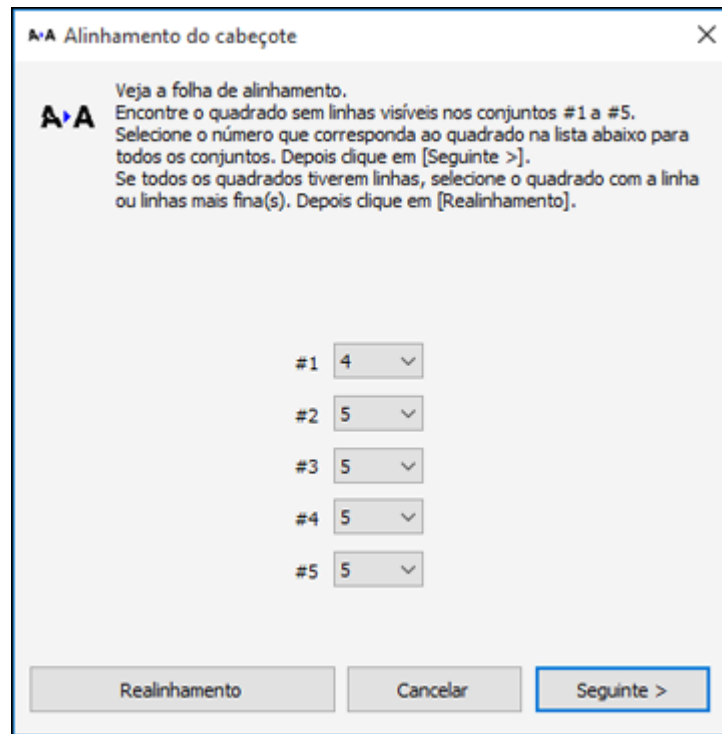 A▸A Alinhamento do cabeçote
A▸A
Veja a folha de alinhamento.
Encontre o quadrado sem linhas visíveis nos conjuntos #1 a #5.
Selecione o número que corresponda ao quadrado na lista abaixo para
todos os conjuntos. Depois clique em [Seguinte >].
Se todos os quadrados tiverem linhas, selecione o quadrado com a linha
ou linhas mais fina(s). Depois clique em [Realinhamento].
#1 4
#2 5
#3 5
#4 5
#5 5
Realinhamento Cancelar Seguinte >